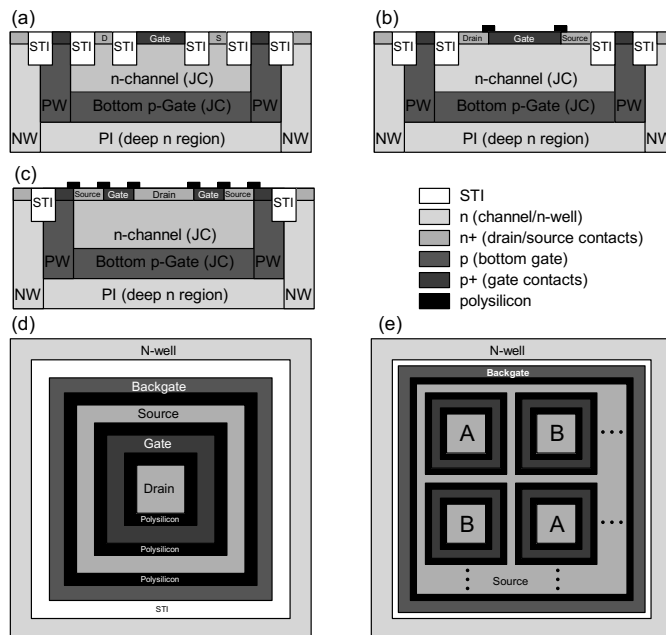 (a)
STI STI D STI Gate STI S STI STI
n-channel (JC)
PW Bottom p-Gate (JC) PW
NW PI (deep n region) NW
(b)
STI STI Drain Gate Source STI STI
n-channel (JC)
PW Bottom p-Gate (JC) PW
NW PI (deep n region) NW
(c)
STI Source Gate Drain Gate Source STI
n-channel (JC)
PW Bottom p-Gate (JC) PW
NW PI (deep n region) NW
STI
n (channel/n-well)
n+ (drain/source contacts)
p (bottom gate)
p+ (gate contacts)
polysilicon
(d)
N-well
Backgate
Source
Gate
Drain
Polysilicon
Polysilicon
Polysilicon
STI
(e)
N-well
Backgate
A B ...
B A ...
Source